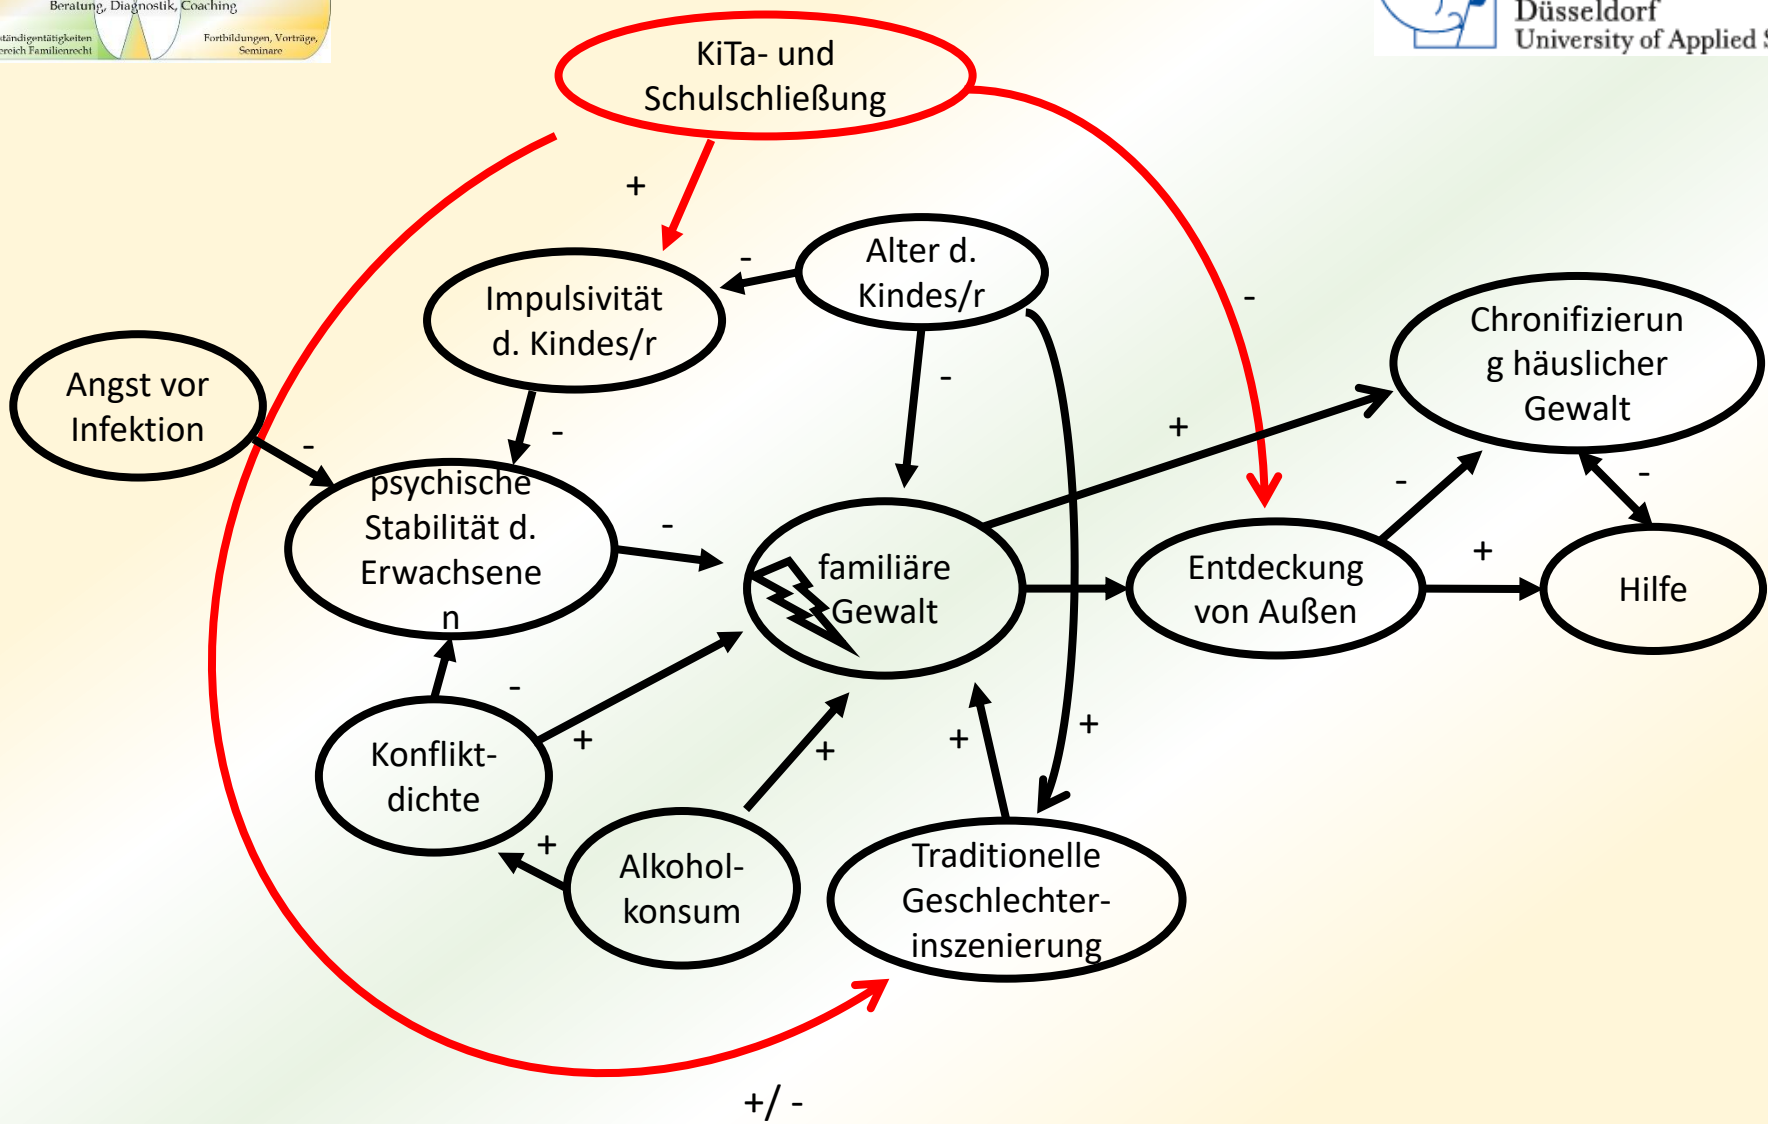 Beratung, Diagnostik, Coaching
Fortbildungen, Vorträge,
Seminare
Düsseldorf
University of Applied
KiTa- und
Schulschließung
+
-
Alter d.
Kindes/r
Impulsivität
d. Kindes/r
-
Chronifizierun
g häuslicher
Gewalt
Angst vor
Infektion
-
-
-
+
psychische
Stabilität d.
Erwachsene
n
-
-
-
familiäre
Gewalt
Entdeckung
von Außen
+
Hilfe
-
+
Konflikt-
dichte
+
+
+
+
Alkohol-
konsum
Traditionelle
Geschlechter-
inszenierung
+/ -